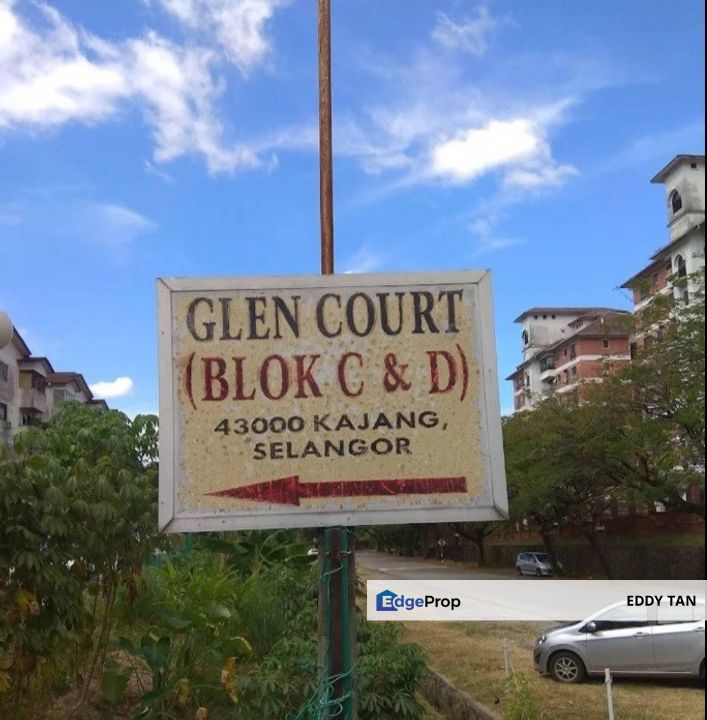 GLEN COURT
(BLOK C & D)
43000 KAJANG,
SELANGOR
EdgeProp EDDY TAN